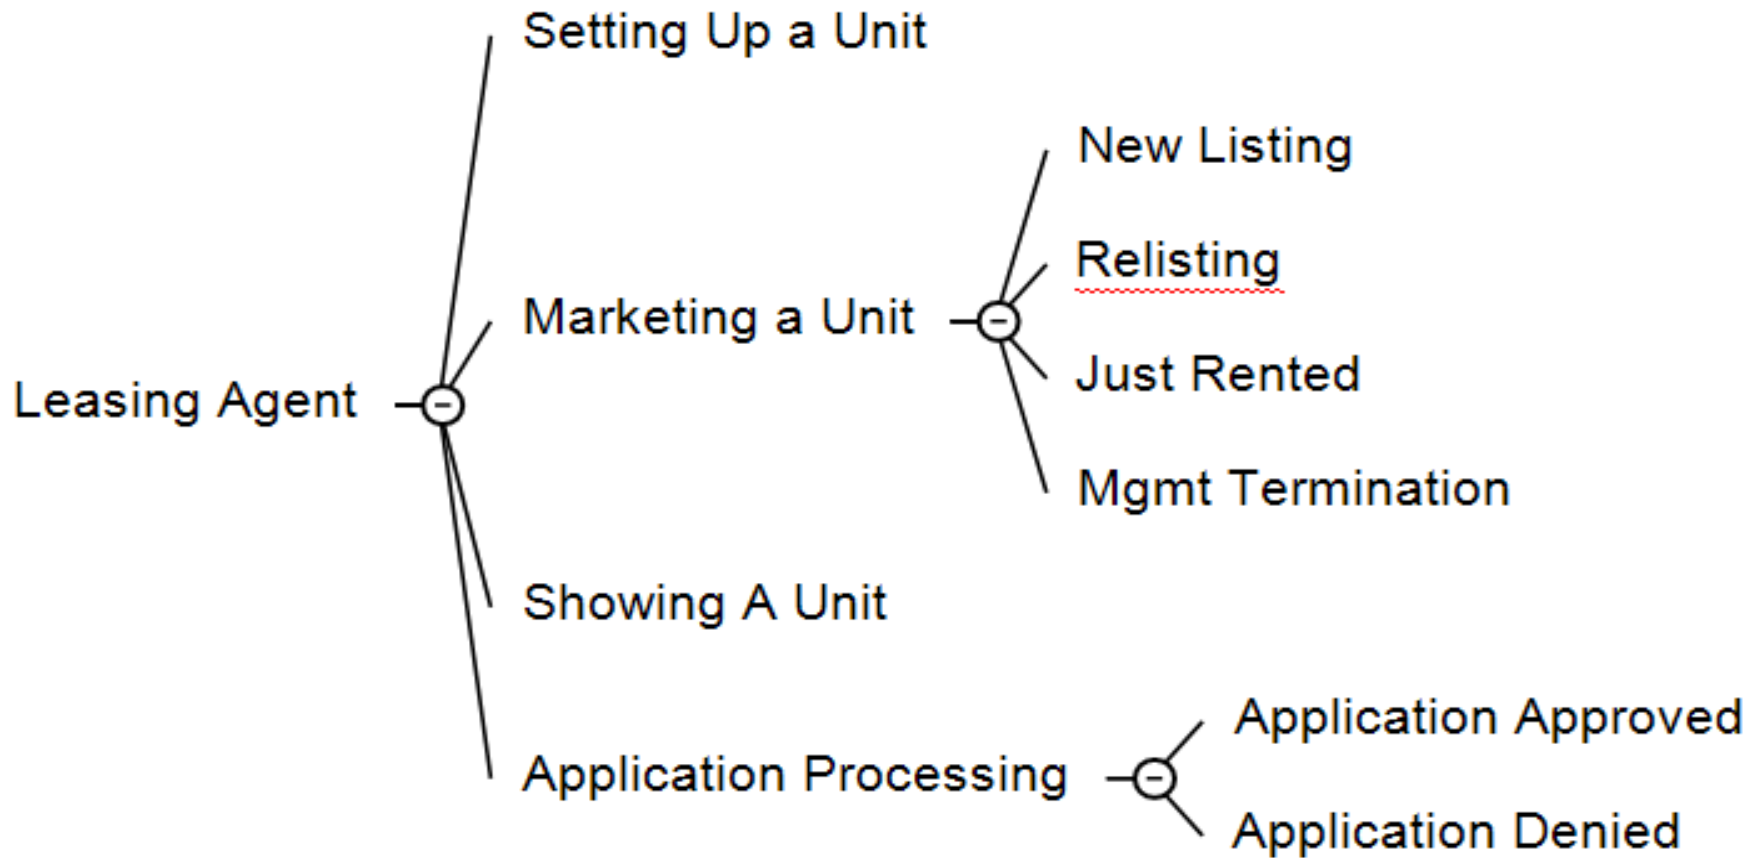 Setting Up a Unit
New Listing
Relisting
Marketing a Unit
Just Rented
Leasing Agent
Mgmt Termination
Showing A Unit
Application Approved
Application Processing
Application Denied